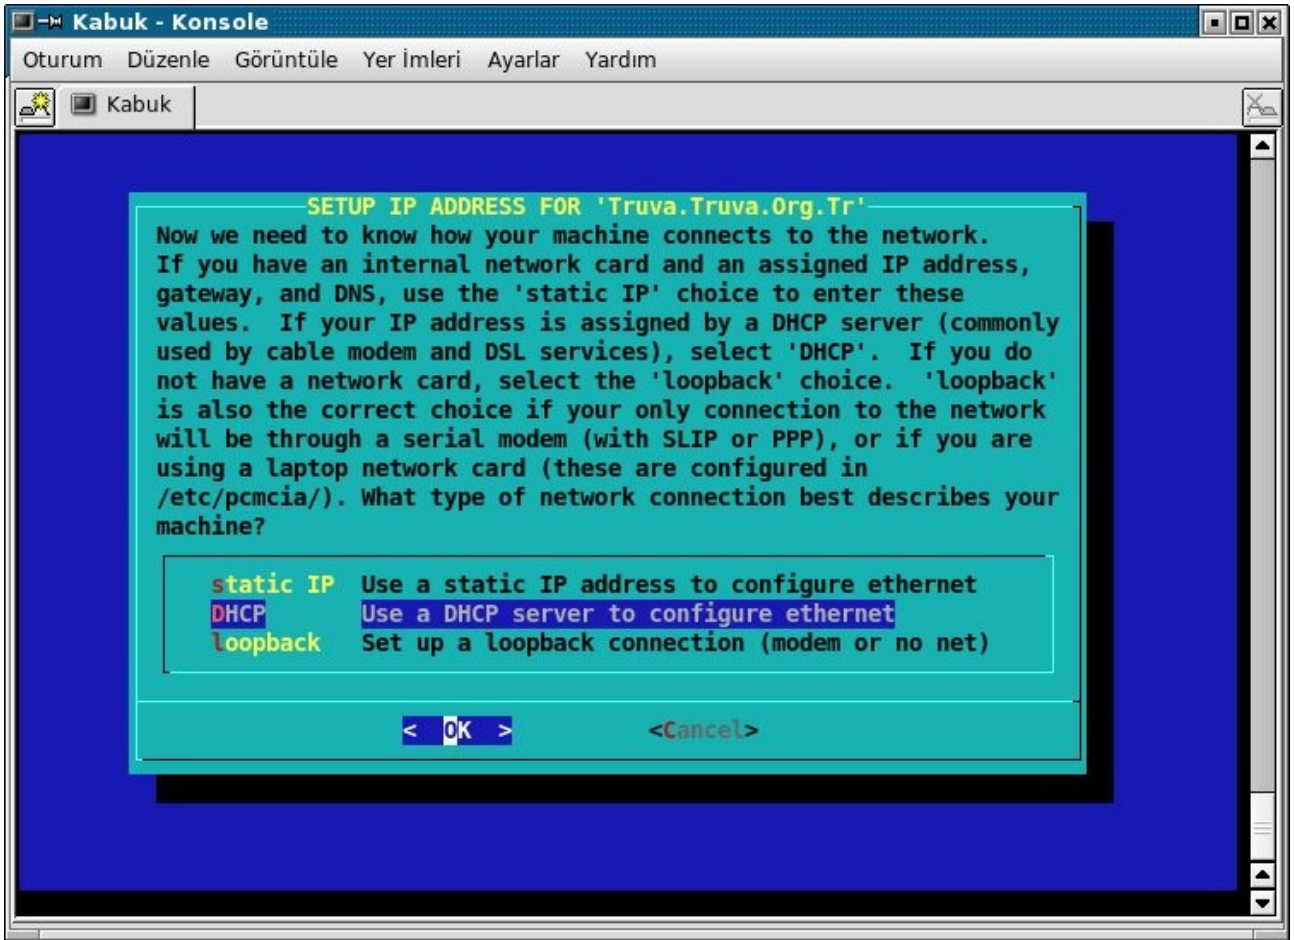 Kabuk - Konsole
Oturum Düzenle Görüntüle Yer İmleri Ayarlar Yardım
Kabuk
SETUP IP ADDRESS FOR 'Truva.Truva.Org.Tr'
Now we need to know how your machine connects to the network.
If you have an internal network card and an assigned IP address,
gateway, and DNS, use the 'static IP' choice to enter these
values.  If your IP address is assigned by a DHCP server (commonly
used by cable modem and DSL services), select 'DHCP'.  If you do
not have a network card, select the 'loopback' choice.  'loopback'
is also the correct choice if your only connection to the network
will be through a serial modem (with SLIP or PPP), or if you are
using a laptop network card (these are configured in
/etc/pcmcia/). What type of network connection best describes your
machine?
static IP  Use a static IP address to configure ethernet
DHCP       Use a DHCP server to configure ethernet
loopback   Set up a loopback connection (modem or no net)
<  OK  >          <Cancel>